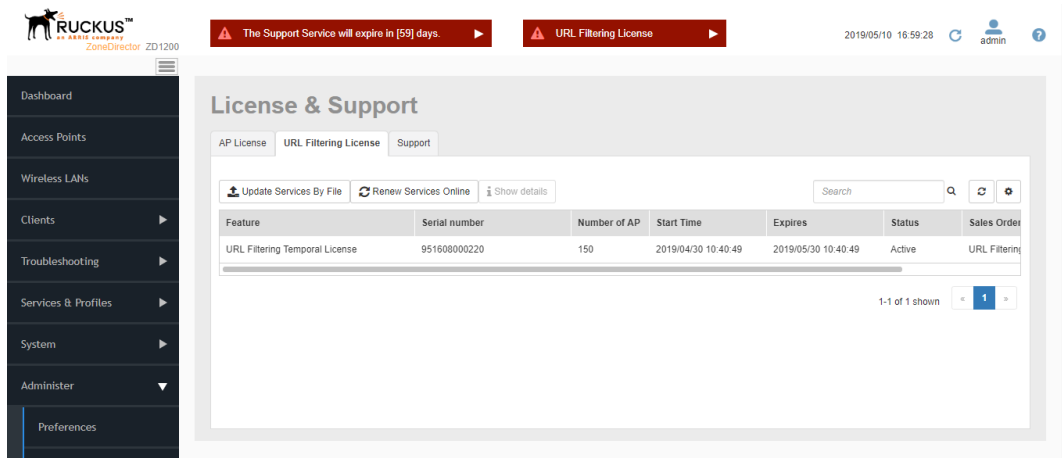 RUCKUS™
an ARRIS company
ZoneDirector ZD1200
The Support Service will expire in [59] days.
URL Filtering License
2019/05/10 16:59:28
admin
?
Dashboard
Access Points
Wireless LANs
Clients
Troubleshooting
Services & Profiles
System
Administer
Preferences
License & Support
AP License URL Filtering License Support
Update Services By File Renew Services Online Show details Search
Feature Serial number Number of AP Start Time Expires Status Sales Order
URL Filtering Temporal License 951608000220 150 2019/04/30 10:40:49 2019/05/30 10:40:49 Active URL Filtering
1-1 of 1 shown « 1 »